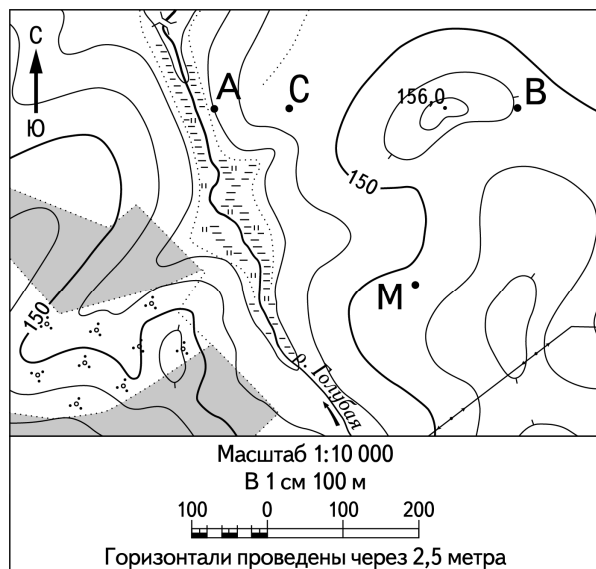 С
Ю
А
С
156,0
В
150
М
150
р. Голубая
Масштаб 1:10 000
В 1 см 100 м
100 0 100 200
Горизонтали проведены через 2,5 метра